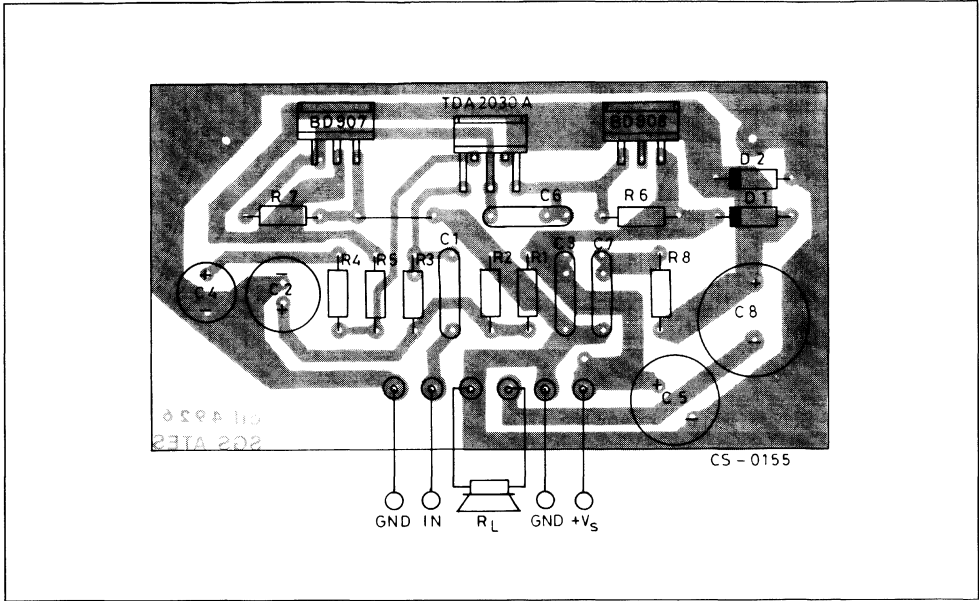 TDA2030A
BD907
BD908
D2
R7
C6
R6
D1
C1
C3
C7
R4
R5
R3
R2
R1
R8
−
+
C4
C2
−
+
+
C8
−
+
C5
−
4926
SGS ATES
CS-0155
GND IN RL GND +Vs